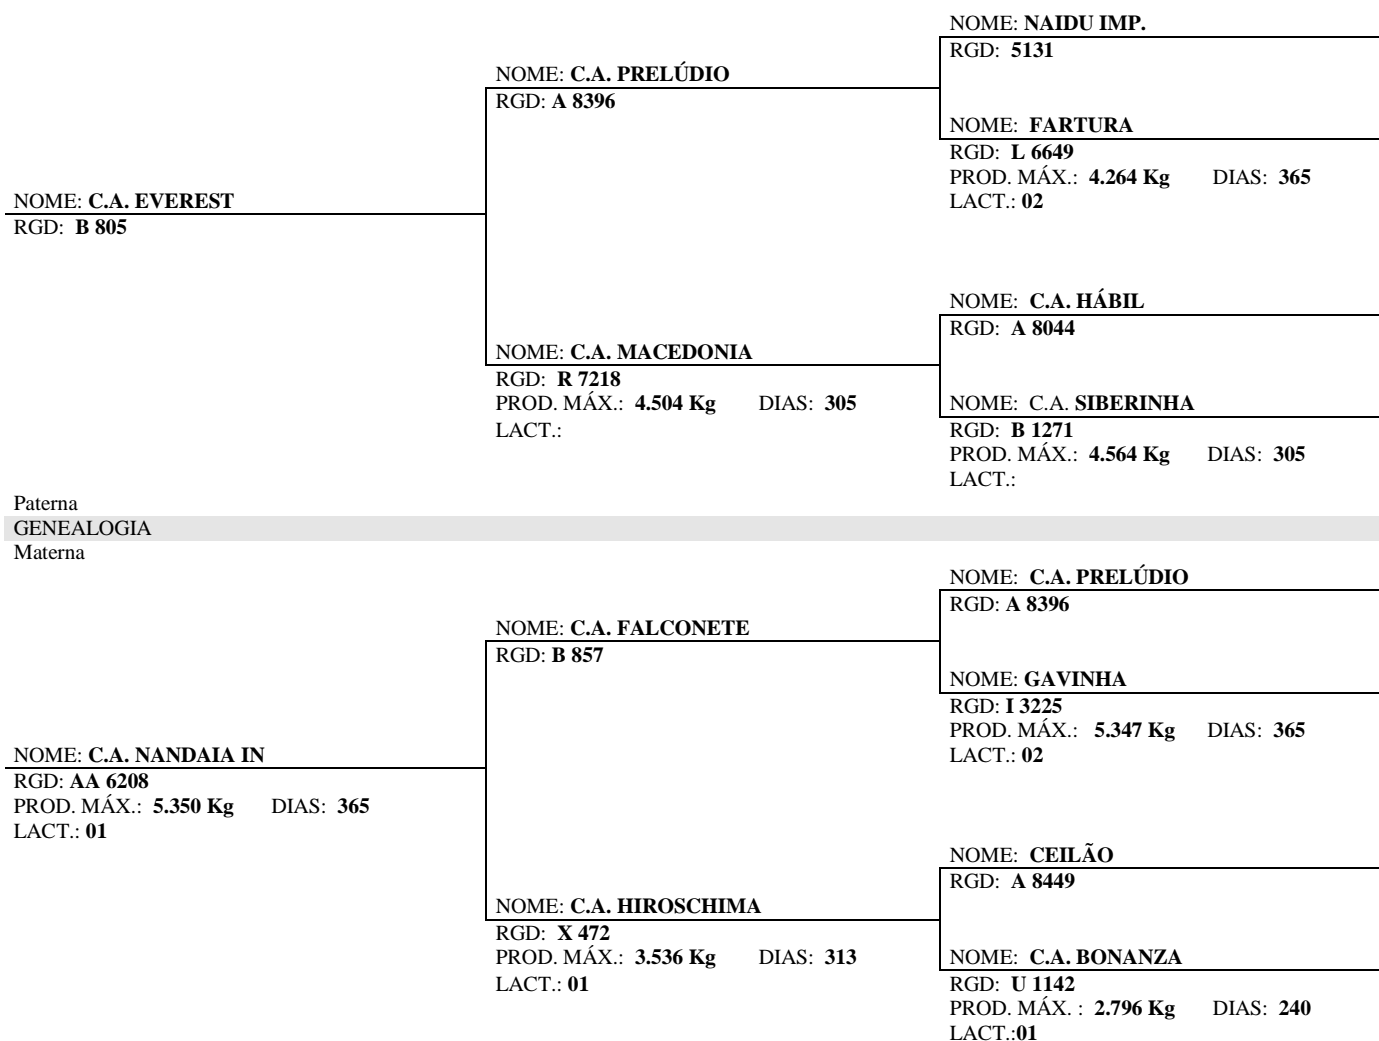 NOME: NAIDU IMP.
RGD: 5131
NOME: C.A. PRELÚDIO
RGD: A 8396
NOME: FARTURA
RGD: L 6649
PROD. MÁX.: 4.264 Kg DIAS: 365
LACT.: 02
NOME: C.A. EVEREST
RGD: B 805
NOME: C.A. HÁBIL
RGD: A 8044
NOME: C.A. MACEDONIA
RGD: R 7218
PROD. MÁX.: 4.504 Kg DIAS: 305
LACT.:
NOME: C.A. SIBERINHA
RGD: B 1271
PROD. MÁX.: 4.564 Kg DIAS: 305
LACT.:
Paterna
GENEALOGIA
Materna
NOME: C.A. PRELÚDIO
RGD: A 8396
NOME: C.A. FALCONETE
RGD: B 857
NOME: GAVINHA
RGD: I 3225
PROD. MÁX.: 5.347 Kg DIAS: 365
LACT.: 02
NOME: C.A. NANDAIA IN
RGD: AA 6208
PROD. MÁX.: 5.350 Kg DIAS: 365
LACT.: 01
NOME: CEILÃO
RGD: A 8449
NOME: C.A. HIROSCHIMA
RGD: X 472
PROD. MÁX.: 3.536 Kg DIAS: 313
LACT.: 01
NOME: C.A. BONANZA
RGD: U 1142
PROD. MÁX. : 2.796 Kg DIAS: 240
LACT.:01